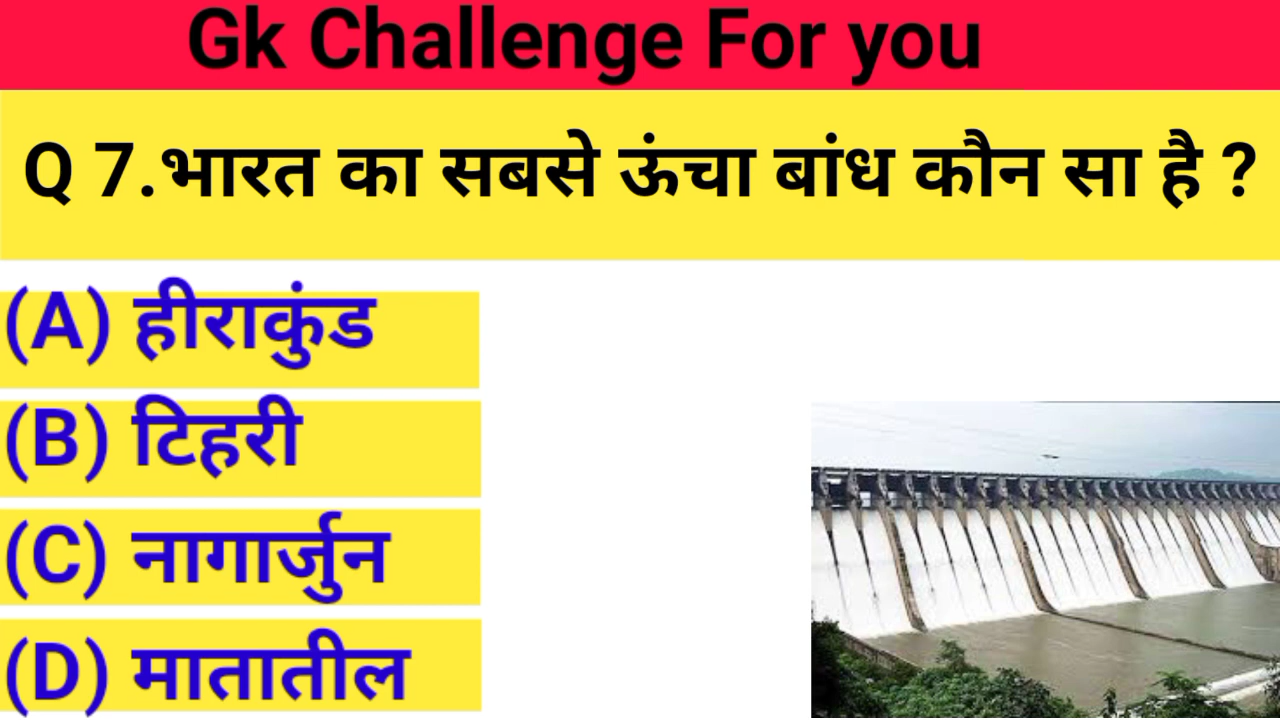 Gk Challenge For you
Q 7.भारत का सबसे ऊंचा बांध कौन सा है ?
(A) हीराकुंड
(B) टिहरी
(C) नागार्जुन
(D) मातातील